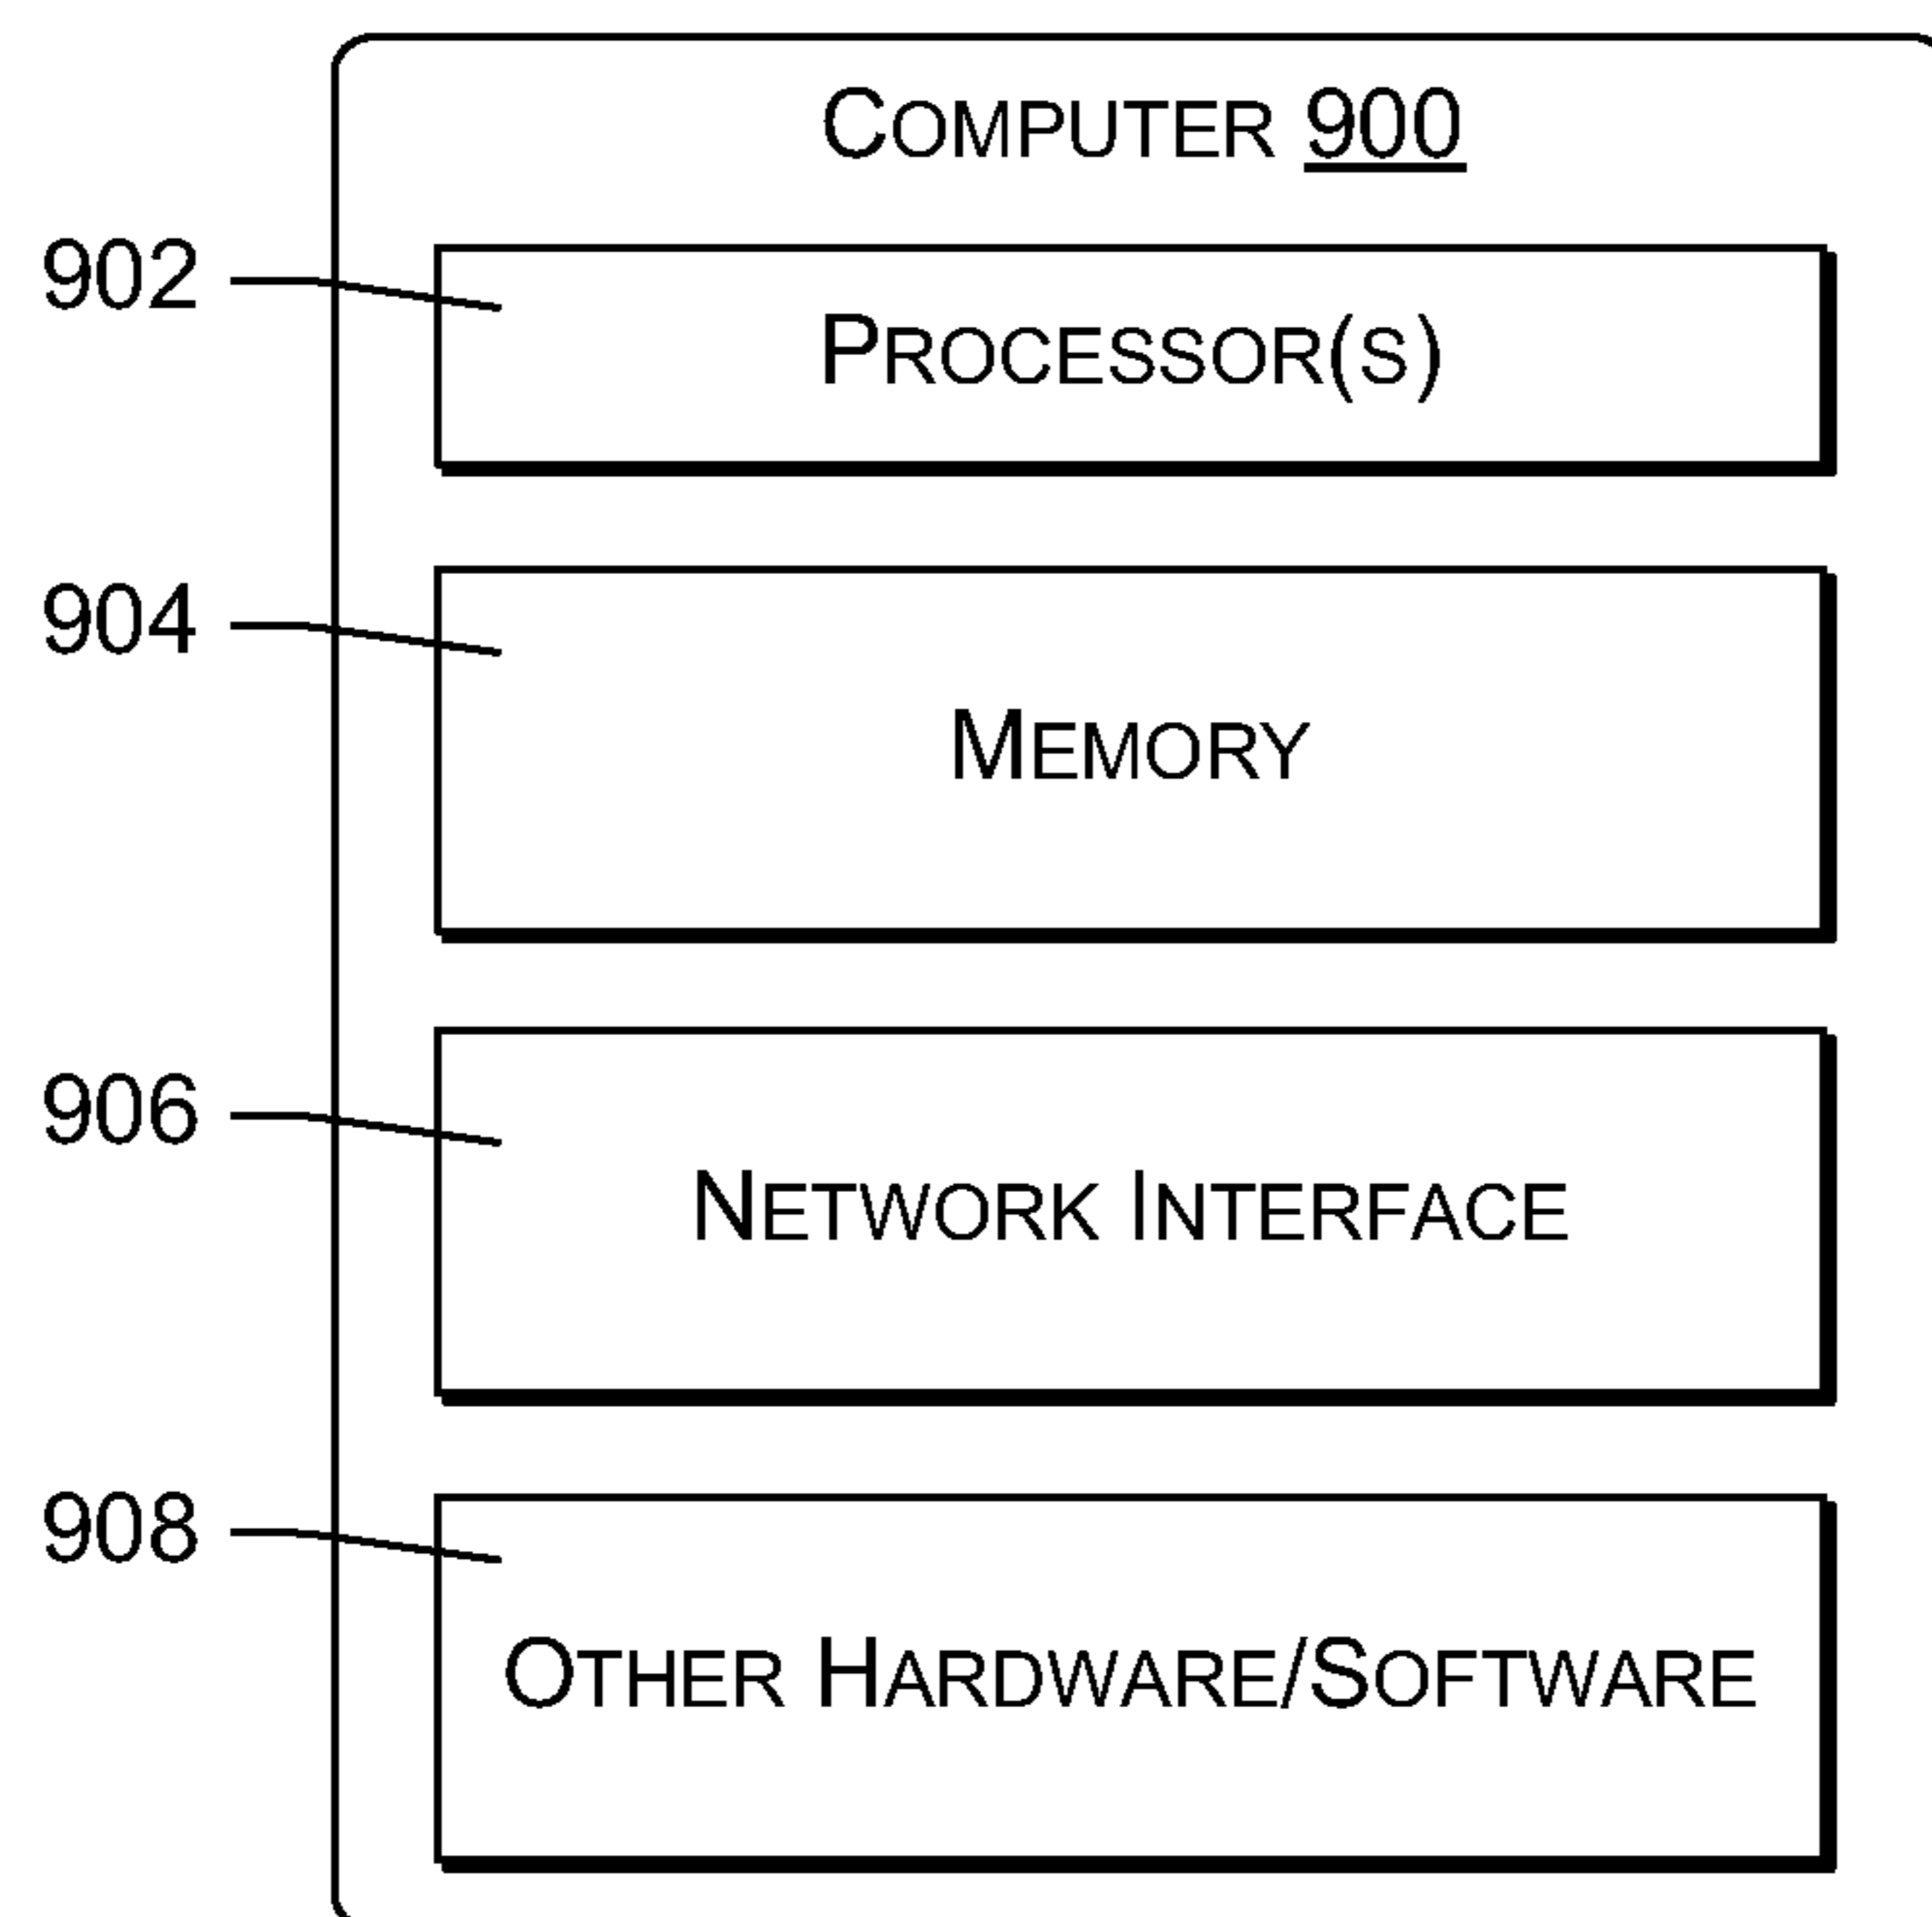 COMPUTER 900
902
PROCESSOR(S)
904
MEMORY
906
NETWORK INTERFACE
908
OTHER HARDWARE/SOFTWARE